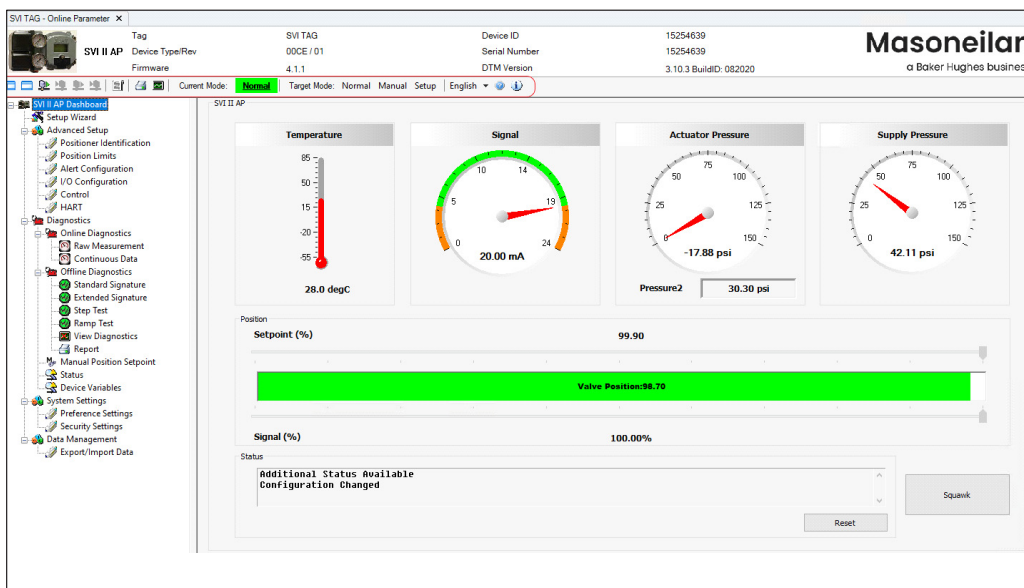 SVI TAG - Online Parameter X
SVI II AP
Tag SVI TAG Device ID 15254639
Device Type/Rev 00CE / 01 Serial Number 15254639
Firmware 4.1.1 DTM Version 3.10.3 BuildID: 082020
Masoneilan
a Baker Hughes busines
Current Mode: Normal Target Mode: Normal Manual Setup English
SVI II AP Dashboard
Setup Wizard
Advanced Setup
Positioner Identification
Position Limits
Alert Configuration
I/O Configuration
Control
HART
Diagnostics
Online Diagnostics
Raw Measurement
Continuous Data
Offline Diagnostics
Standard Signature
Extended Signature
Step Test
Ramp Test
View Diagnostics
Report
Manual Position Setpoint
Status
Device Variables
System Settings
Preference Settings
Security Settings
Data Management
Export/Import Data
SVI II AP
Temperature
85
50
15
-20
-55
28.0 degC
Signal
0 5 10 14 19 24
20.00 mA
Actuator Pressure
0 25 50 75 100 125 150
-17.88 psi
Pressure2 30.30 psi
Supply Pressure
0 25 50 75 100 125 150
42.11 psi
Position
Setpoint (%) 99.90
Valve Position:98.70
Signal (%) 100.00%
Status
Additional Status Available
Configuration Changed
Reset
Squawk